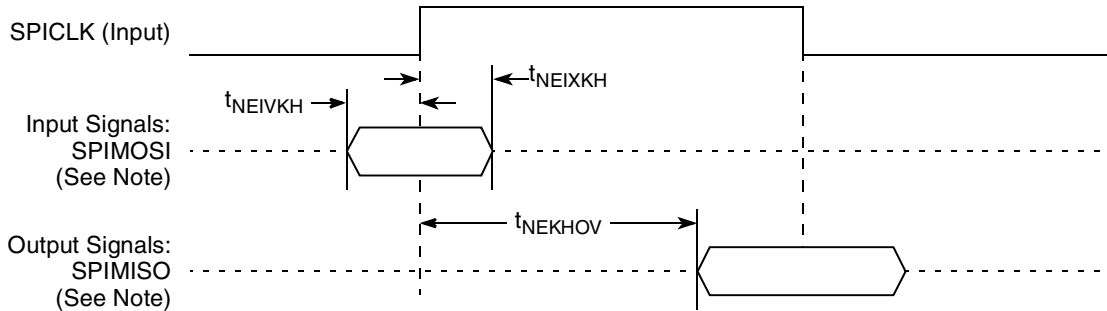 SPICLK (Input)
tNEIXKH
tNEIVKH
Input Signals:
SPIMOSI
(See Note)
tNEKHOV
Output Signals:
SPIMISO
(See Note)